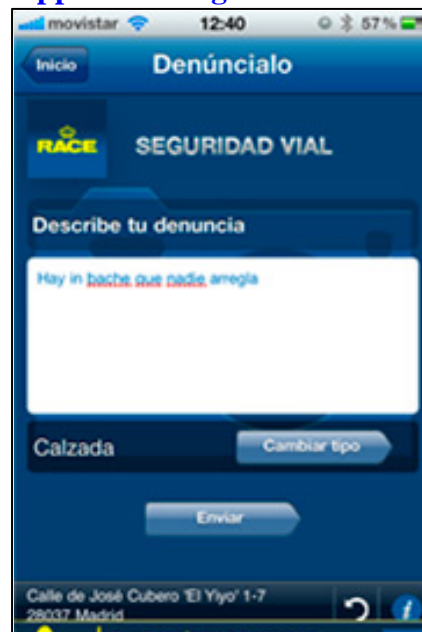 movistar 12:40 57%
Inicio Denúncialo
RACE SEGURIDAD VIAL
Describe tu denuncia
Hay in bache que nadie arregla
Calzada Cambiar tipo
Enviar
Calle de José Cubero 'El Yiyo' 1-7
28037 Madrid